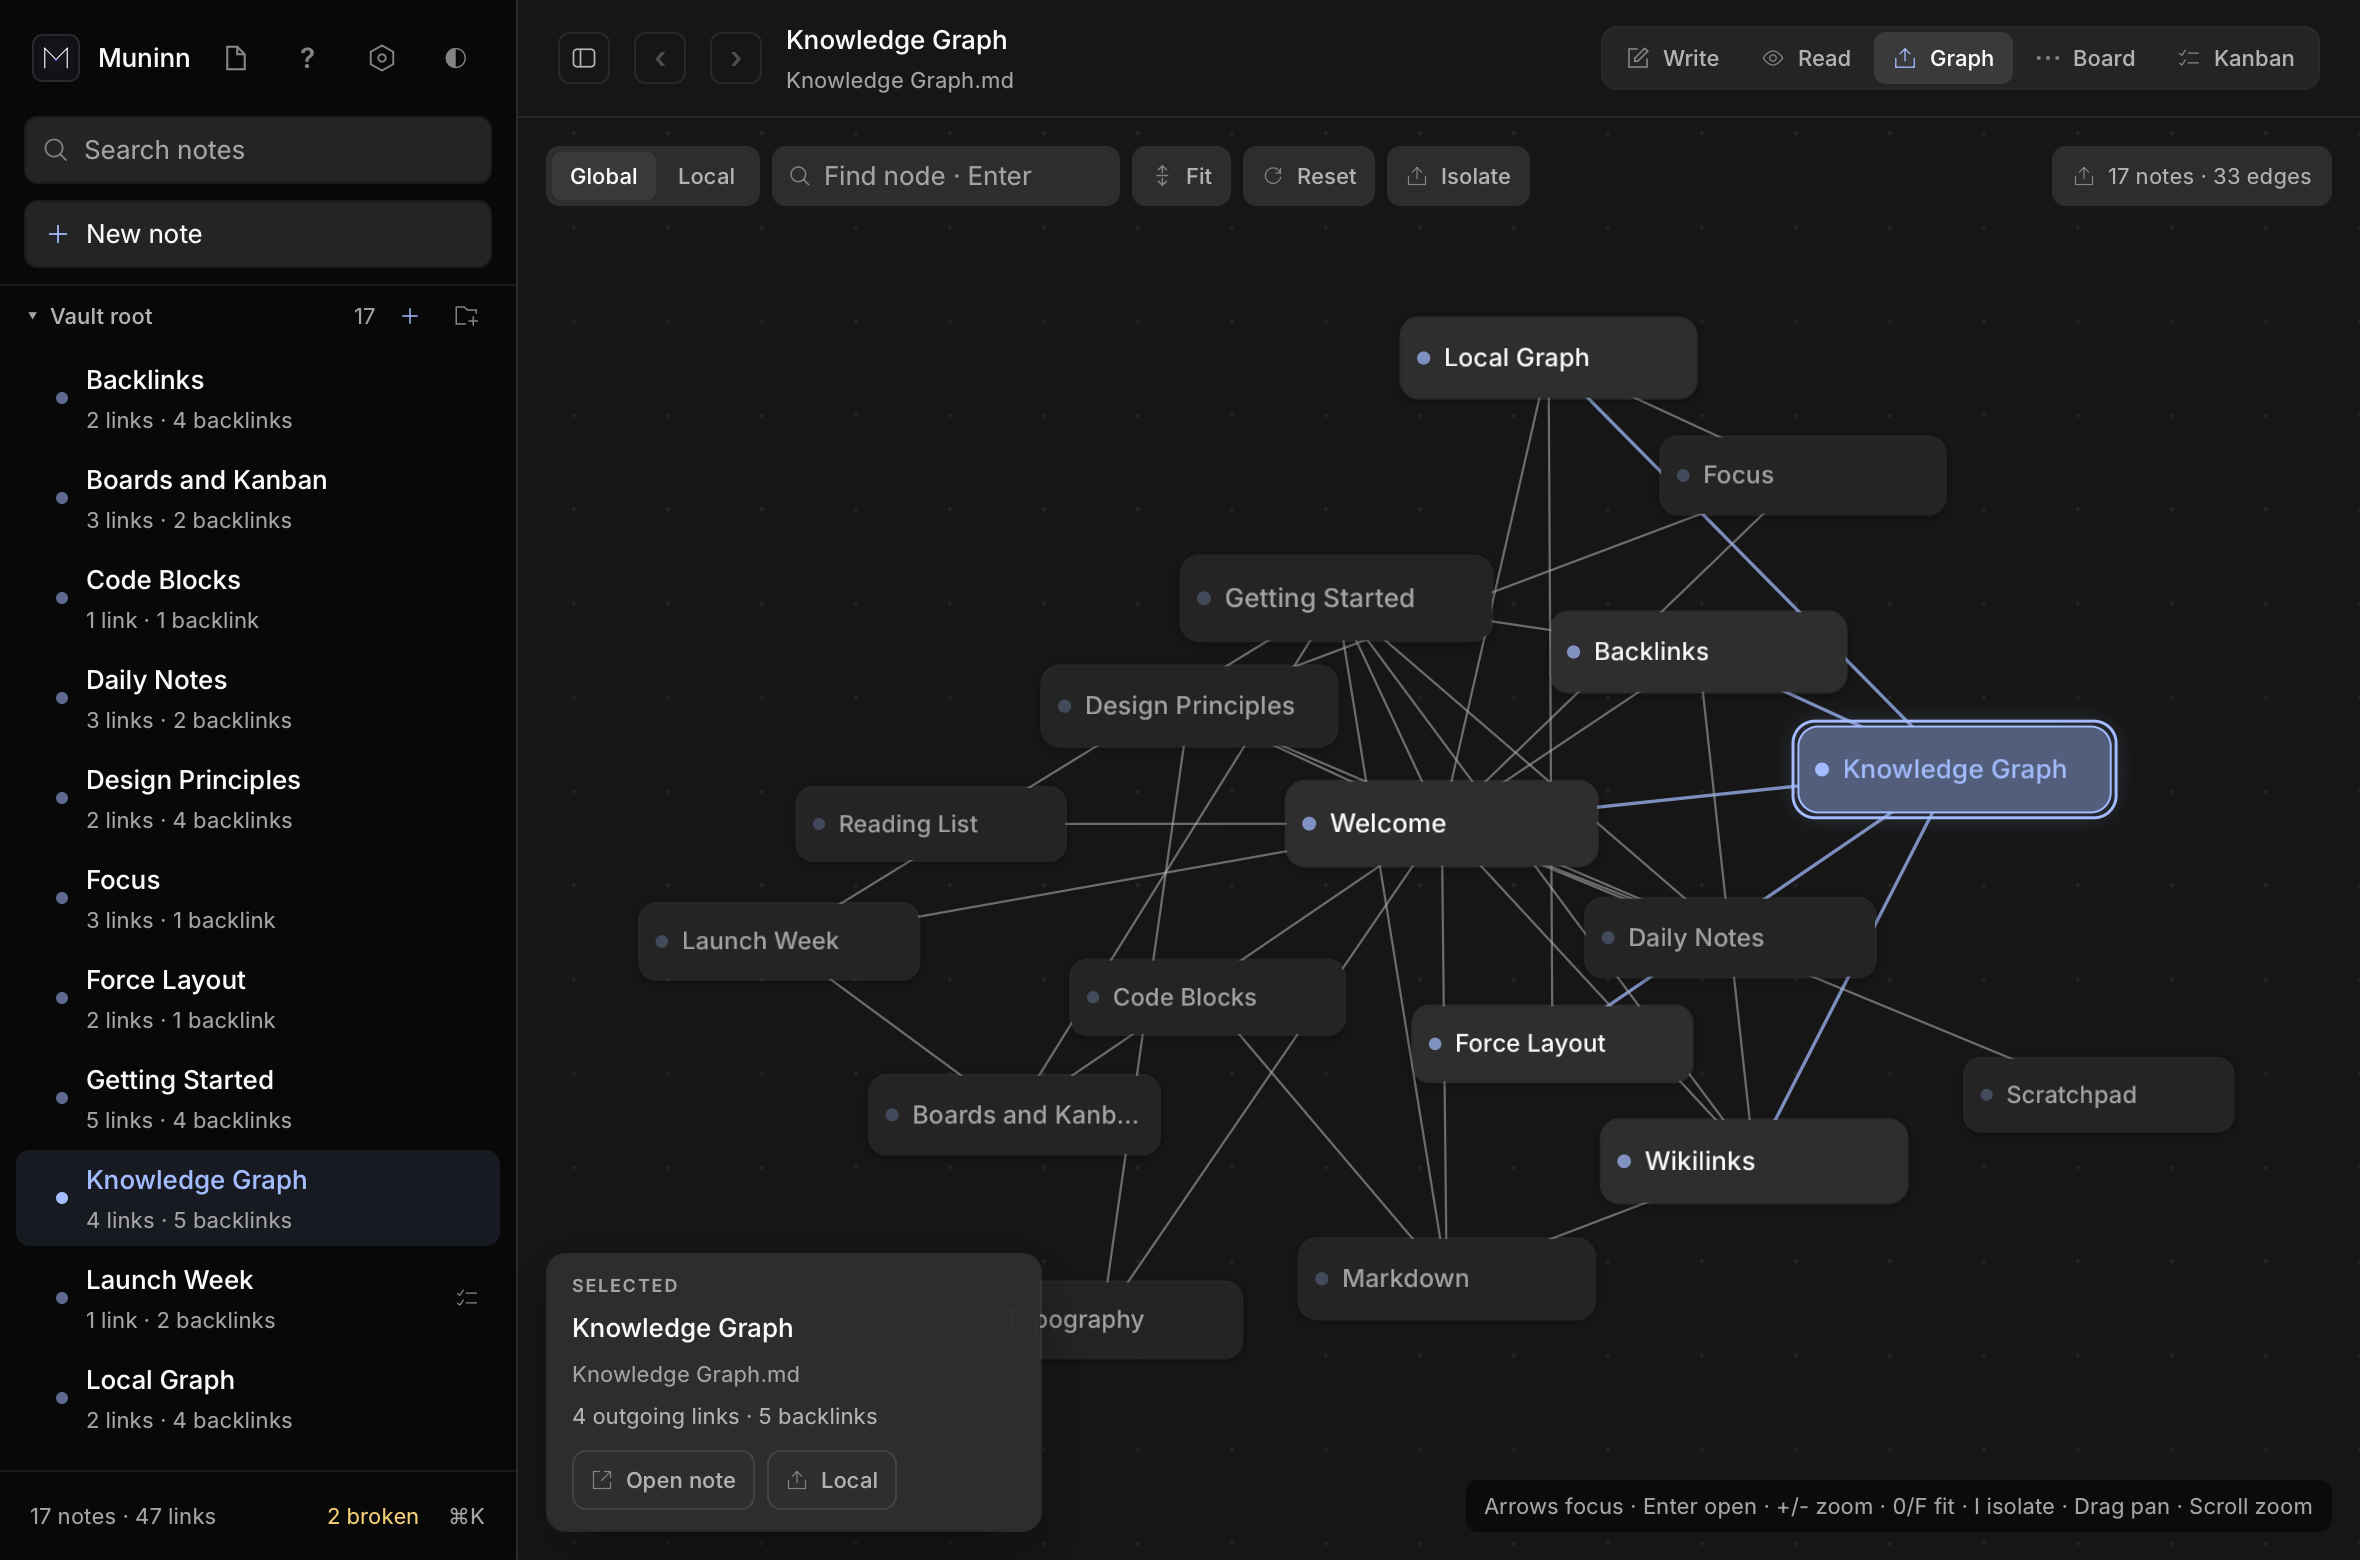 Muninn
?
Search notes
New note
Vault root 17
Backlinks
2 links · 4 backlinks
Boards and Kanban
3 links · 2 backlinks
Code Blocks
1 link · 1 backlink
Daily Notes
3 links · 2 backlinks
Design Principles
2 links · 4 backlinks
Focus
3 links · 1 backlink
Force Layout
2 links · 1 backlink
Getting Started
5 links · 4 backlinks
Knowledge Graph
4 links · 5 backlinks
Launch Week
1 link · 2 backlinks
Local Graph
2 links · 4 backlinks
17 notes · 47 links 2 broken ⌘K
Knowledge Graph
Knowledge Graph.md
Write Read Graph Board Kanban
Global Local Find node · Enter Fit Reset Isolate 17 notes · 33 edges
Local Graph
Focus
Getting Started
Backlinks
Design Principles
Knowledge Graph
Reading List
Welcome
Launch Week
Daily Notes
Code Blocks
Force Layout
Boards and Kanb...
Scratchpad
Wikilinks
Markdown
Typography
SELECTED
Knowledge Graph
Knowledge Graph.md
4 outgoing links · 5 backlinks
Open note Local
Arrows focus · Enter open · +/- zoom · 0/F fit · I isolate · Drag pan · Scroll zoom